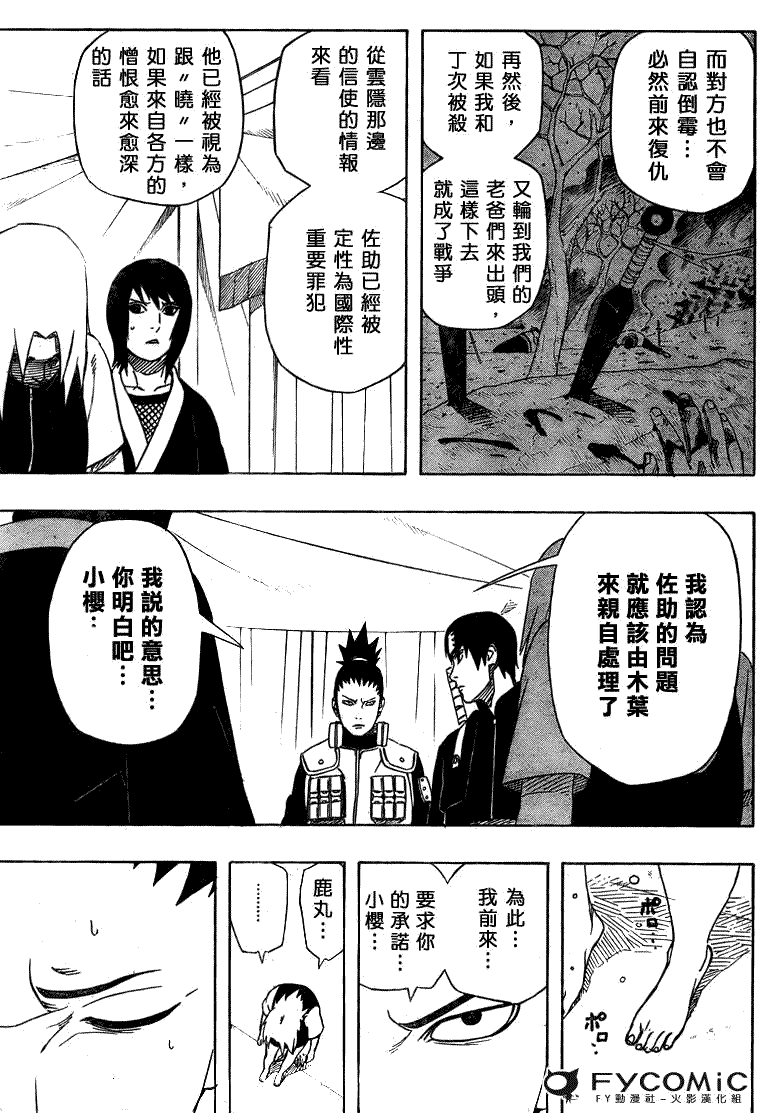 而對方也不會
自認倒霉…
必然前來復仇
再然後，
如果我和
丁次被殺
又輪到我們的
老爸們來出頭，
這樣下去
就成了戰爭
從雲隱那邊
的信使的情報
來看
佐助已經被
定性為國際性
重要罪犯
他已經被視為
跟〃曉〃一樣，
如果來自各方的
憎恨愈來愈深
的話
我認為
佐助的問題
就應該由木葉
來親自處理了
我説的意思…
你明白吧…
小櫻…
ポロ…
ポロ…
為此…
我前來…
要求你
的承諾…
小櫻…
鹿丸…
………
FYCOMiC
FY動漫社-火影漢化組